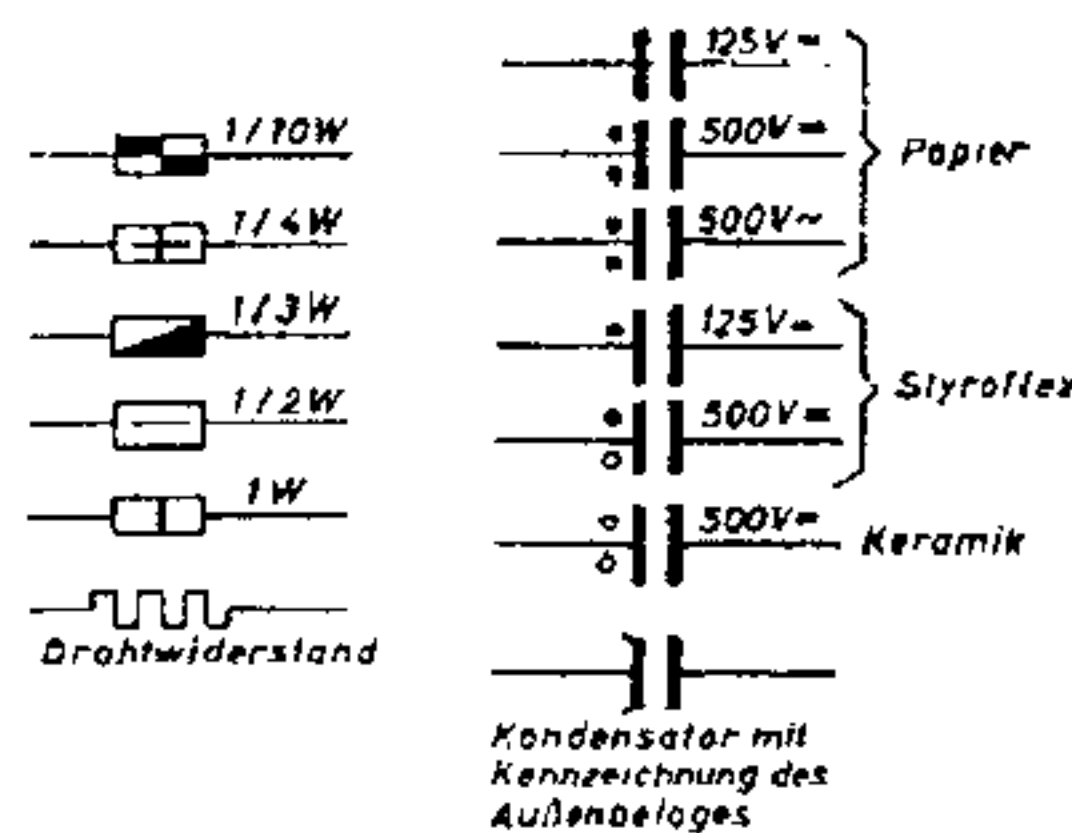 1/10W
1/4W
1/3W
1/2W
1W
Drahtwiderstand
125V=
500V=
500V~
Papier
125V=
500V=
Styroflex
500V=
Keramik
Kondensator mit
Kennzeichnung des
Außenbelages